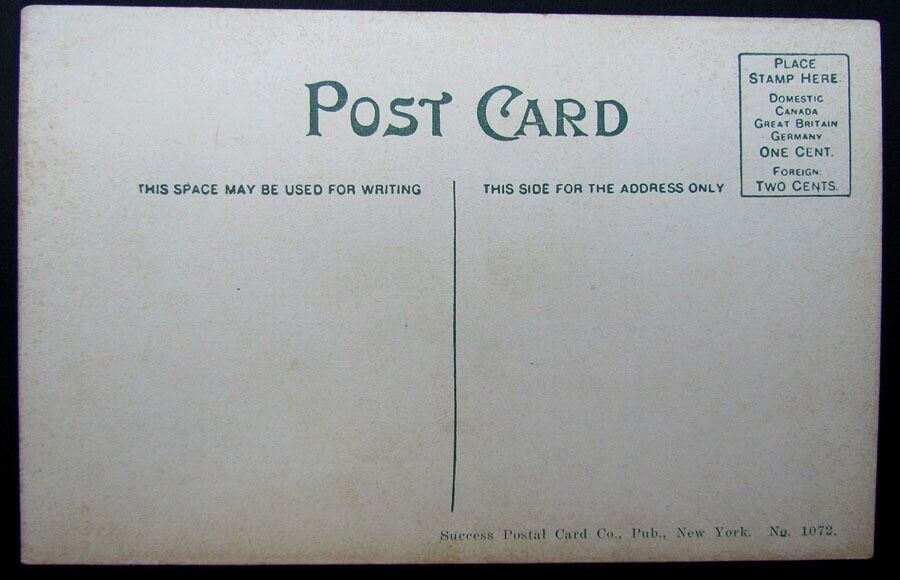 POST CARD
PLACE
STAMP HERE.
DOMESTIC
CANADA
GREAT BRITAIN
GERMANY
ONE CENT.
FOREIGN:
TWO CENTS.
THIS SPACE MAY BE USED FOR WRITING
THIS SIDE FOR THE ADDRESS ONLY
Success Postal Card Co., Pub., New York. No. 1072.